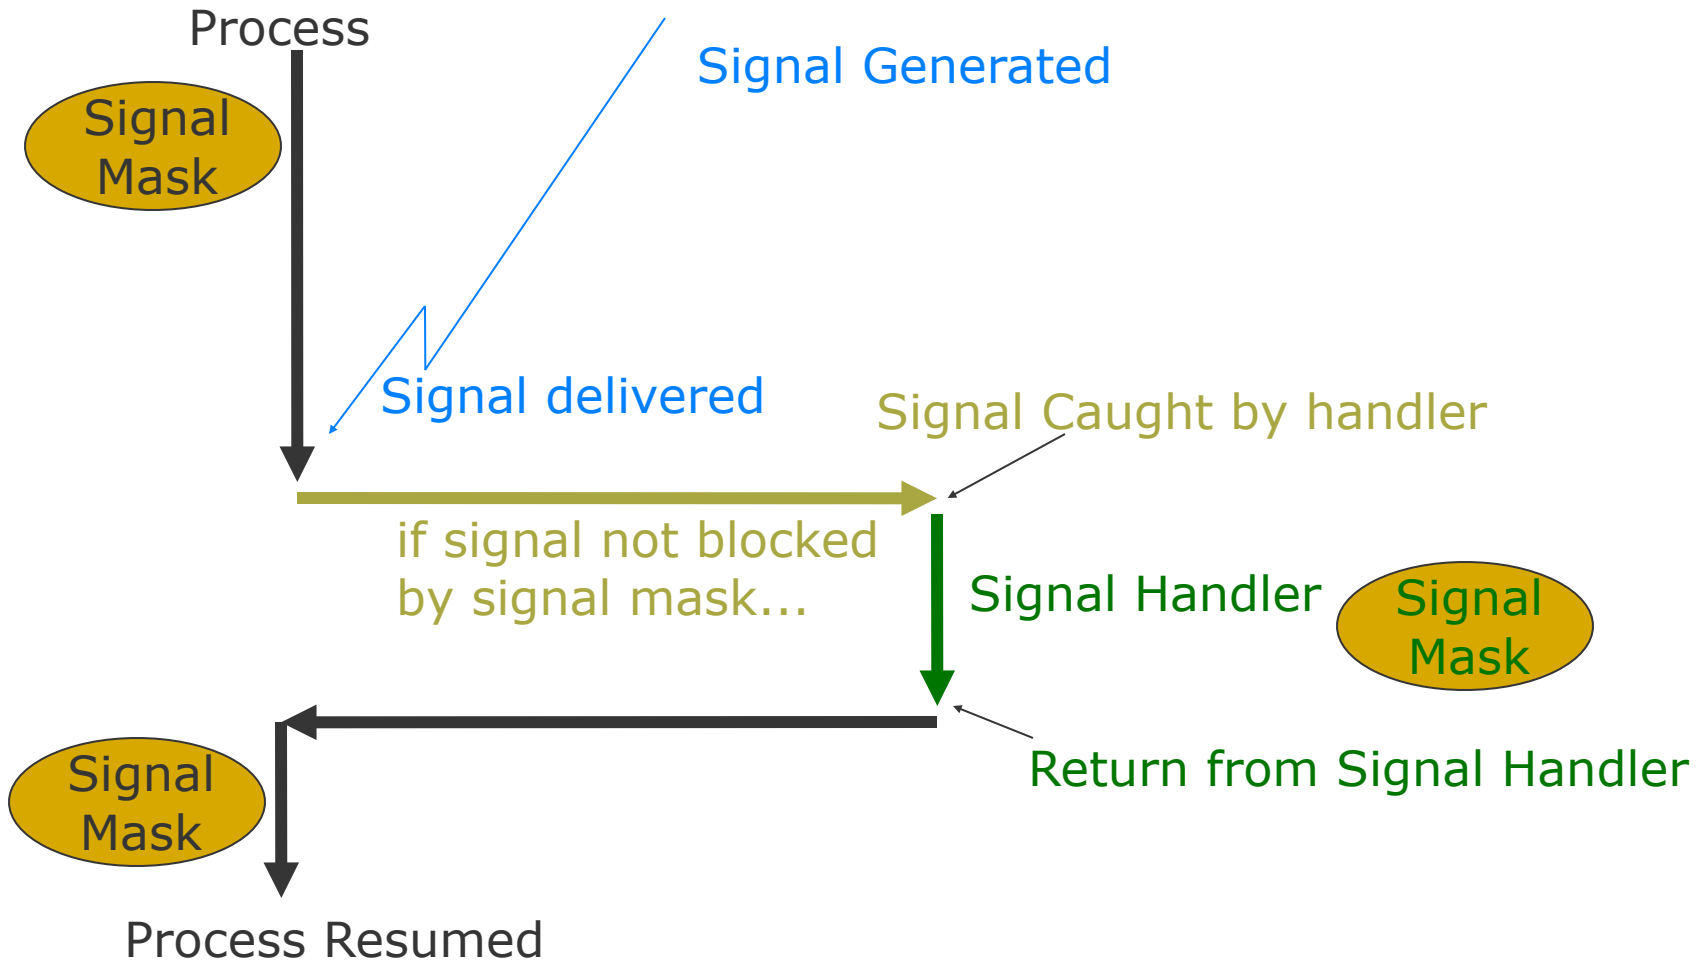 Process
Signal Generated
Signal
Mask
Signal delivered
Signal Caught by handler
if signal not blocked
by signal mask...
Signal Handler
Signal
Mask
Return from Signal Handler
Signal
Mask
Process Resumed